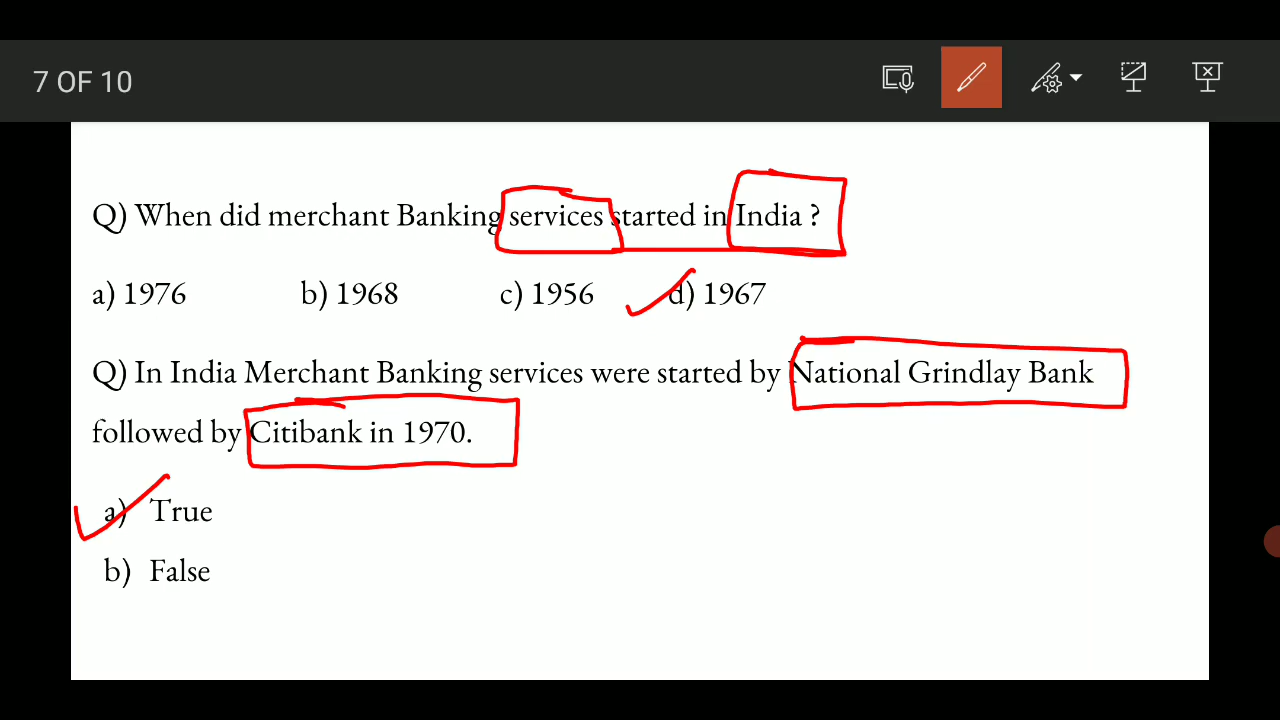 7 OF 10
Q) When did merchant Banking services started in India ?
a) 1976 b) 1968 c) 1956 d) 1967
Q) In India Merchant Banking services were started by National Grindlay Bank
followed by Citibank in 1970.
a) True
b) False